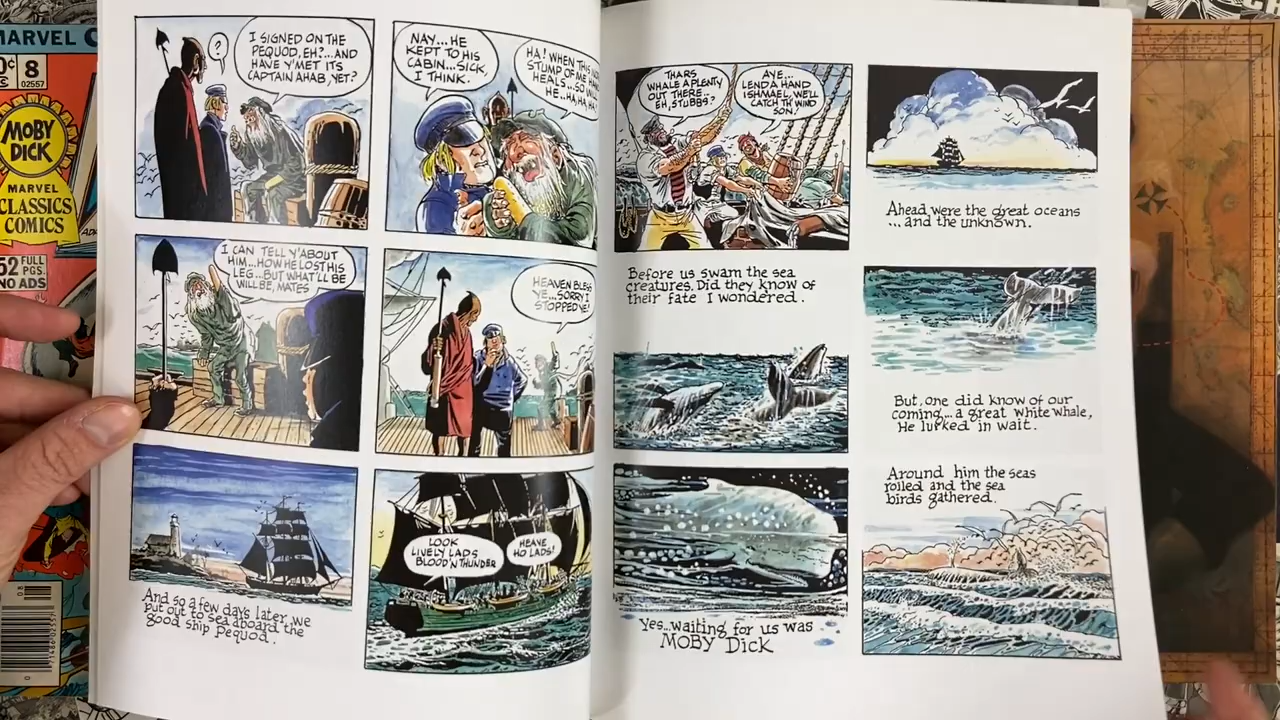 MARVEL C
8
02557
MOBY
DICK
MARVEL
CLASSICS
COMICS
52 FULL
PGS.
NO ADS
?
I SIGNED ON THE
PEQUOD, EH?...AND
HAVE Y'MET ITS
CAPTAIN AHAB, YET?
NAY...HE
KEPT TO HIS
CABIN...SICK,
I THINK.
HA! WHEN THIS
STUMP OF ME
HEALS...SO WILL
HE..HA, HA, HA
I CAN TELL Y'ABOUT
HIM...HOW HE LOST HIS
LEG...BUT WHAT'LL BE
WILL BE, MATES
HEAVEN BLESS
YE...SORRY I
STOPPED YE!
And so a few days later, we
put out to sea aboard the
good ship Pequod.
LOOK
LIVELY LADS
BLOOD'N THUNDER
HEAVE
HO LADS!
THARS
WHALE A PLENTY
OUT THERE
EH, STUBBS?
AYE...
LEND A HAND
ISHMAEL, WE'LL
CATCH TH' WIND
SON!
Ahead were the great oceans
...and the unknown.
Before us swam the sea
creatures. Did they know of
their fate I wondered.
But, one did know of our
coming... a great white whale,
He lurked in wait.
Yes...waiting for us was
MOBY DICK
Around him the seas
roiled and the sea
birds gathered.